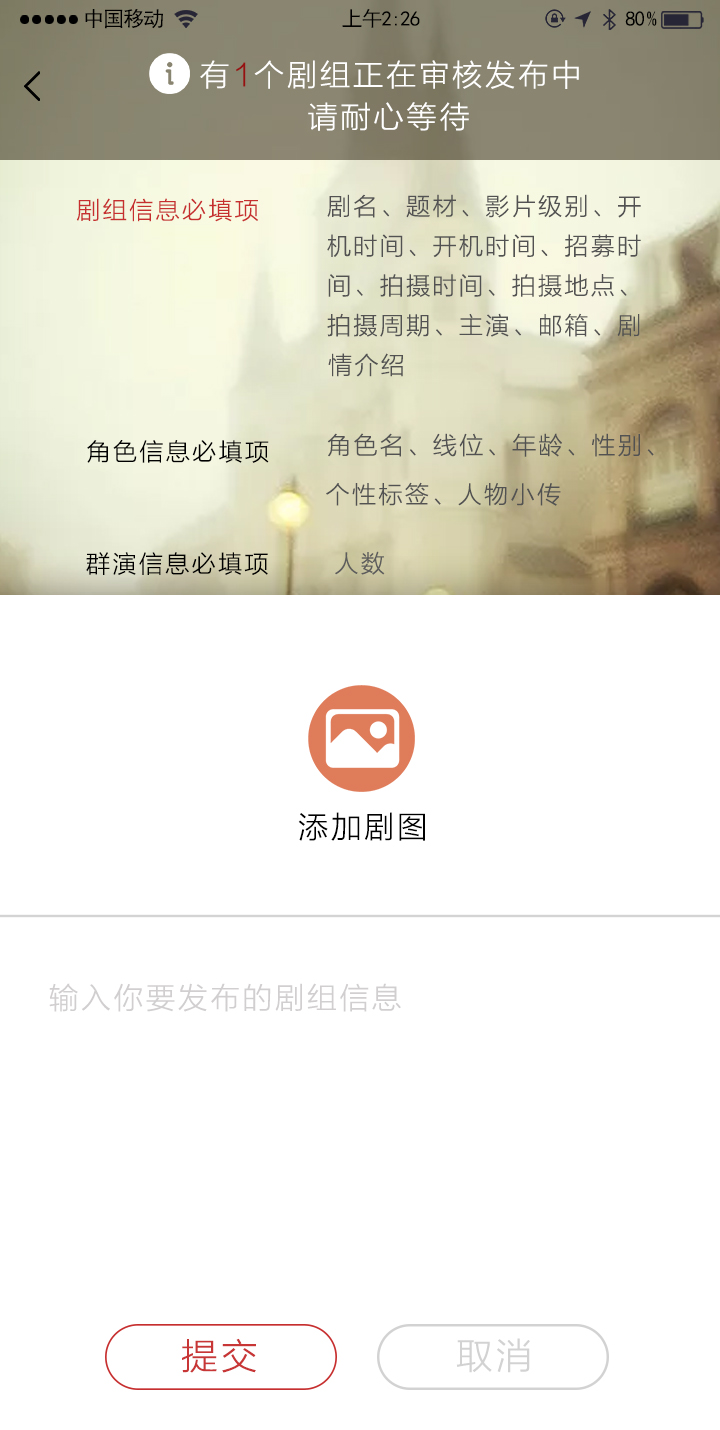 中国移动 上午2:26 80%
有1个剧组正在审核发布中
请耐心等待
剧组信息必填项
剧名、题材、影片级别、开
机时间、开机时间、招募时
间、拍摄时间、拍摄地点、
拍摄周期、主演、邮箱、剧
情介绍
角色信息必填项
角色名、线位、年龄、性别、
个性标签、人物小传
群演信息必填项
人数
添加剧图
输入你要发布的剧组信息
提交 取消